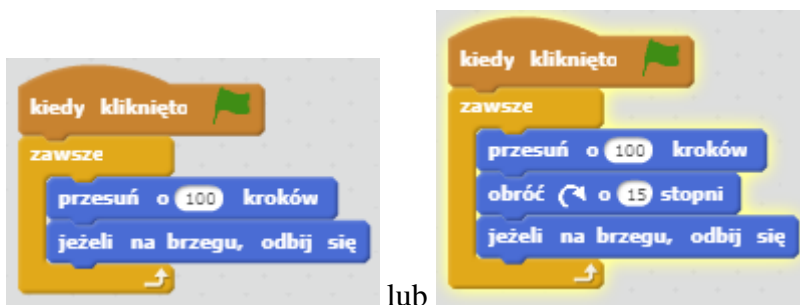 kiedy kliknięto
zawsze
przesuń o 100 kroków
jeżeli na brzegu, odbij się
lub
kiedy kliknięto
zawsze
przesuń o 100 kroków
obróć o 15 stopni
jeżeli na brzegu, odbij się